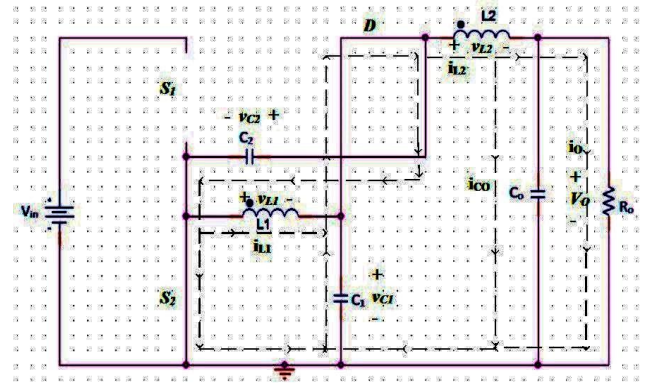 D
L2
+ vL2 -
iL2
S1
- vC2 +
C2
io
+ vL1 -
L1
iL1
ico
Co
+
Vo
-
Ro
Vin
+
-
S2
+
C1 vC1
-